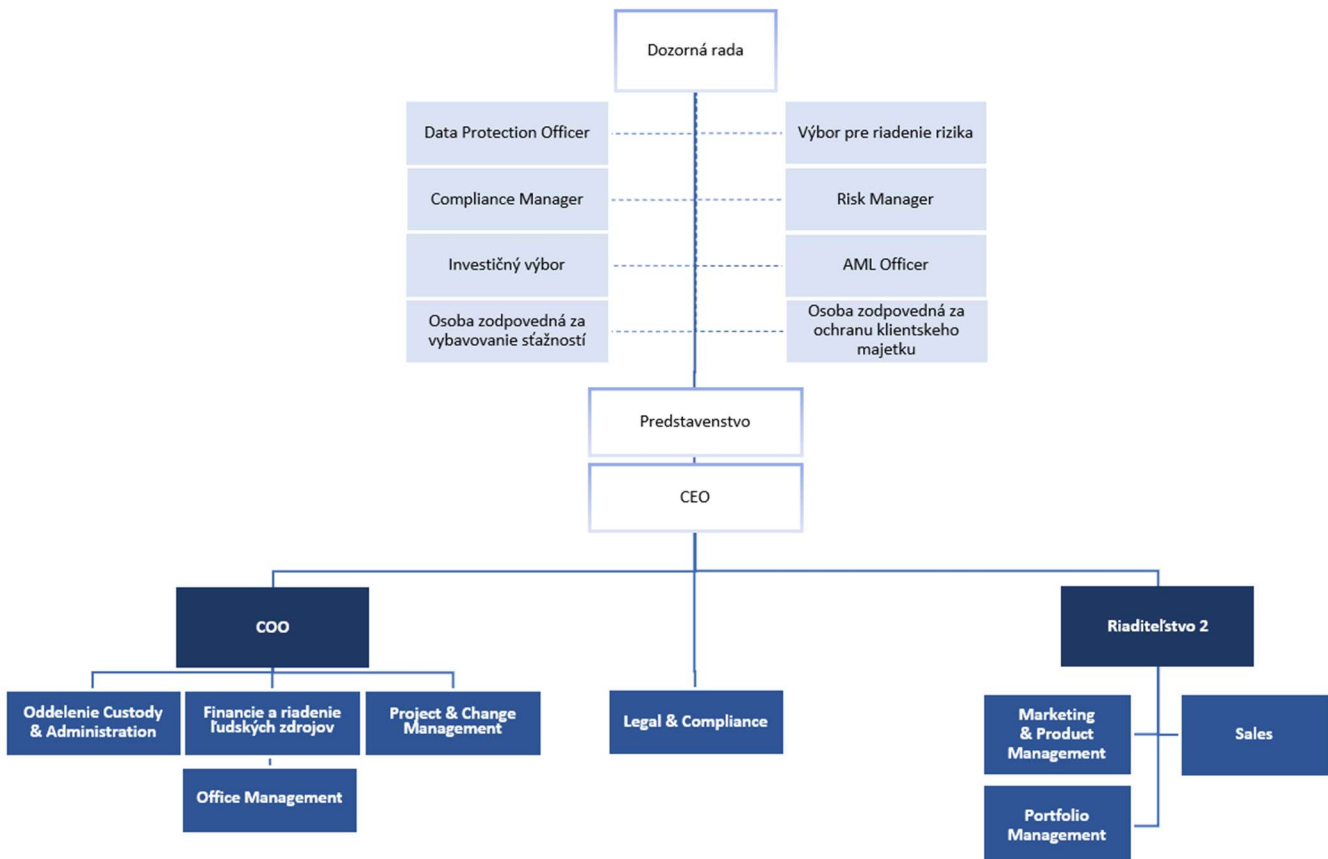 Dozorná rada
Data Protection Officer
Výbor pre riadenie rizika
Compliance Manager
Risk Manager
Investičný výbor
AML Officer
Osoba zodpovedná za
vybavovanie sťažností
Osoba zodpovedná za
ochranu klientskeho
majetku
Predstavenstvo
CEO
COO
Riaditeľstvo 2
Oddelenie Custody
& Administration
Financie a riadenie
ľudských zdrojov
Project & Change
Management
Office Management
Legal & Compliance
Marketing
& Product
Management
Sales
Portfolio
Management